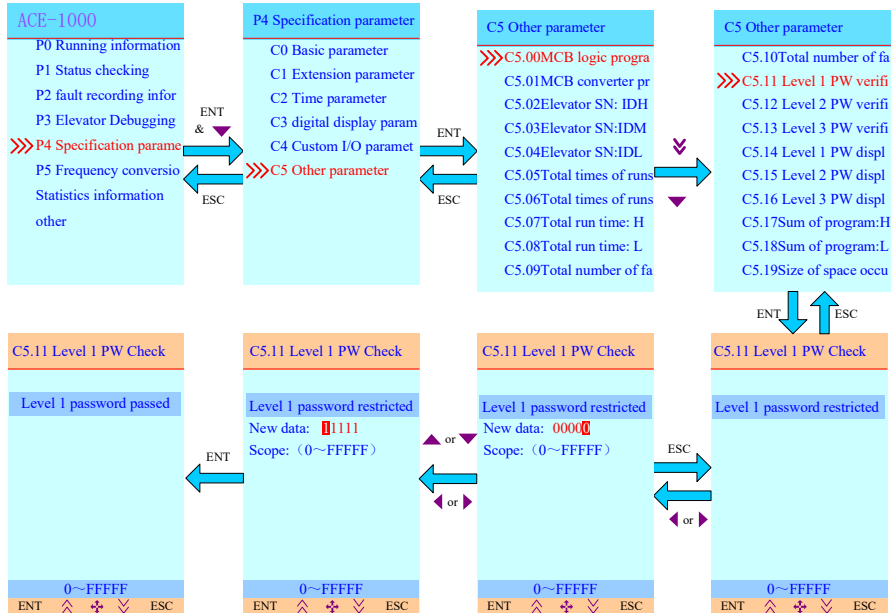 ACE-1000
P0 Running information
P1 Status checking
P2 fault recording infor
P3 Elevator Debugging
P4 Specification parame
P5 Frequency conversio
Statistics information
other
ENT
&
ESC
P4 Specification parameter
C0 Basic parameter
C1 Extension parameter
C2 Time parameter
C3 digital display param
C4 Custom I/O paramet
C5 Other parameter
ENT
ESC
C5 Other parameter
C5.00MCB logic progra
C5.01MCB converter pr
C5.02Elevator SN: IDH
C5.03Elevator SN:IDM
C5.04Elevator SN:IDL
C5.05Total times of runs
C5.06Total times of runs
C5.07Total run time: H
C5.08Total run time: L
C5.09Total number of fa
C5 Other parameter
C5.10Total number of fa
C5.11 Level 1 PW verifi
C5.12 Level 2 PW verifi
C5.13 Level 3 PW verifi
C5.14 Level 1 PW displ
C5.15 Level 2 PW displ
C5.16 Level 3 PW displ
C5.17Sum of program:H
C5.18Sum of program:L
C5.19Size of space occu
ENT
ESC
C5.11 Level 1 PW Check
Level 1 password passed
0～FFFFF
ENT ESC
ENT
C5.11 Level 1 PW Check
Level 1 password restricted
New data: 11111
Scope:（0～FFFFF）
0～FFFFF
ENT ESC
or
or
C5.11 Level 1 PW Check
Level 1 password restricted
New data: 00000
Scope:（0～FFFFF）
0～FFFFF
ENT ESC
ESC
or
C5.11 Level 1 PW Check
Level 1 password restricted
0～FFFFF
ENT ESC